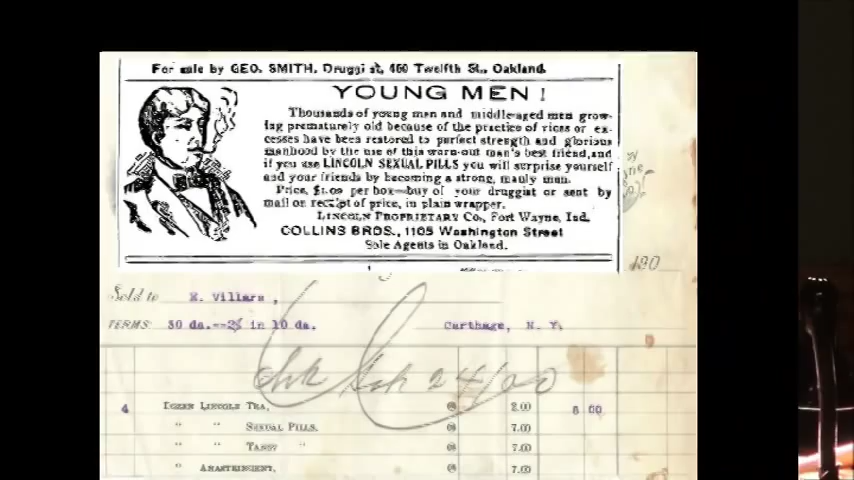 For sale by GEO. SMITH, Druggist, 460 Twelfth St., Oakland.
YOUNG MEN!
Thousands of young men and middle-aged men grow-
ing prematurely old because of the practice of vices or ex-
cesses have been restored to perfect strength and glorious
manhood by the use of this worn-out man's best friend, and
if you use LINCOLN SEXUAL PILLS you will surprise yourself
and your friends by becoming a strong, manly man.
Price, $1.00 per box—buy of your druggist or sent by
mail on receipt of price, in plain wrapper.
LINCOLN PROPRIETARY Co., Fort Wayne, Ind.
COLLINS BROS., 1105 Washington Street
Sole Agents in Oakland.
190
Sold to E. Villars,
TERMS: 30 da.--2% in 10 da. Carthage, N. Y.
24/00
4 DOZEN LINCOLN TEA, @ 2.00 8 00
" " SEXUAL PILLS. @ 7.00
" " TANSY " @ 7.00
" ANASTRINGENT, @ 7.00